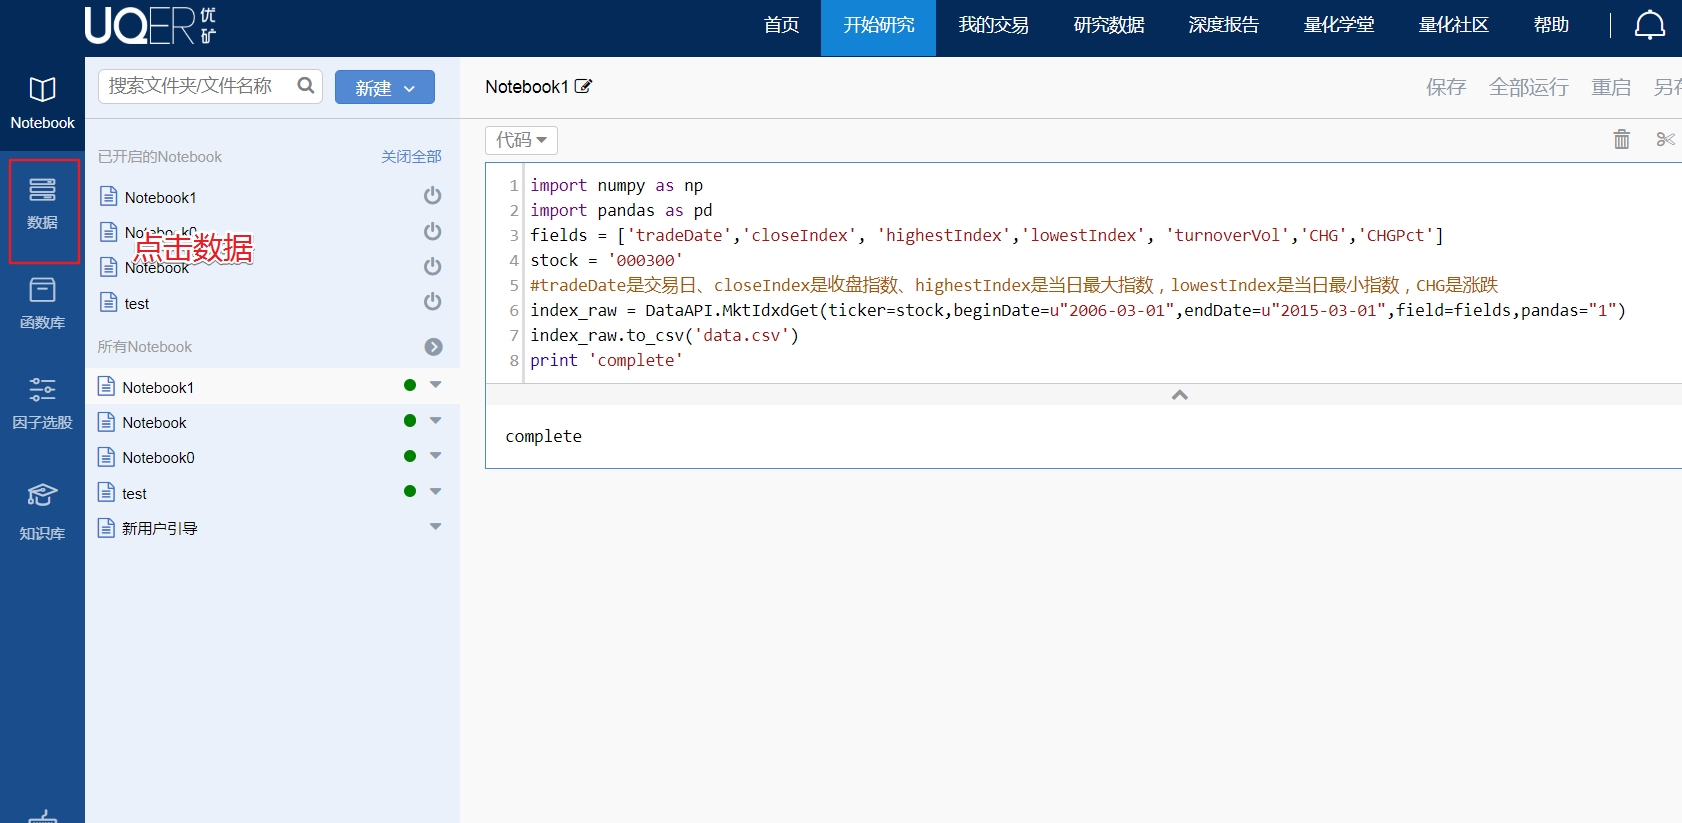 UQER 优矿
首页 开始研究 我的交易 研究数据 深度报告 量化学堂 量化社区 帮助
Notebook
数据
函数库
因子选股
知识库
搜索文件夹/文件名称
新建
已开启的Notebook 关闭全部
Notebook1
Notebook0
点击数据
Notebook
test
所有Notebook
Notebook1
Notebook
Notebook0
test
新用户引导
Notebook1
保存 全部运行 重启 另存
代码
1 import numpy as np
2 import pandas as pd
3 fields = ['tradeDate','closeIndex', 'highestIndex','lowestIndex', 'turnoverVol','CHG','CHGPct']
4 stock = '000300'
5 #tradeDate是交易日、closeIndex是收盘指数、highestIndex是当日最大指数，lowestIndex是当日最小指数，CHG是涨跌
6 index_raw = DataAPI.MktIdxdGet(ticker=stock,beginDate=u"2006-03-01",endDate=u"2015-03-01",field=fields,pandas="1")
7 index_raw.to_csv('data.csv')
8 print 'complete'
complete